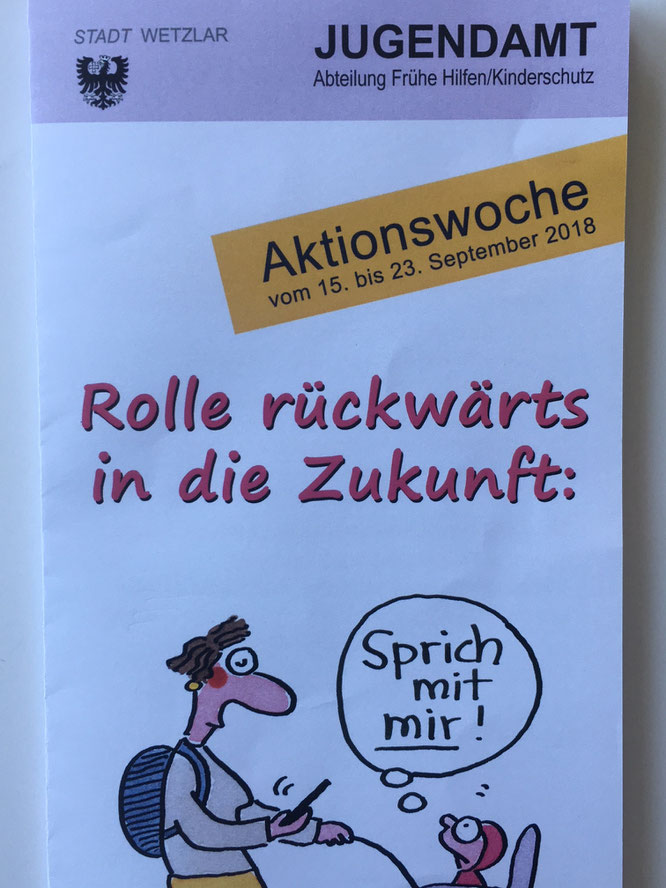 STADT WETZLAR
JUGENDAMT
Abteilung Frühe Hilfen/Kinderschutz
Aktionswoche
vom 15. bis 23. September 2018
Rolle rückwärts
in die Zukunft:
Sprich
mit
mir!